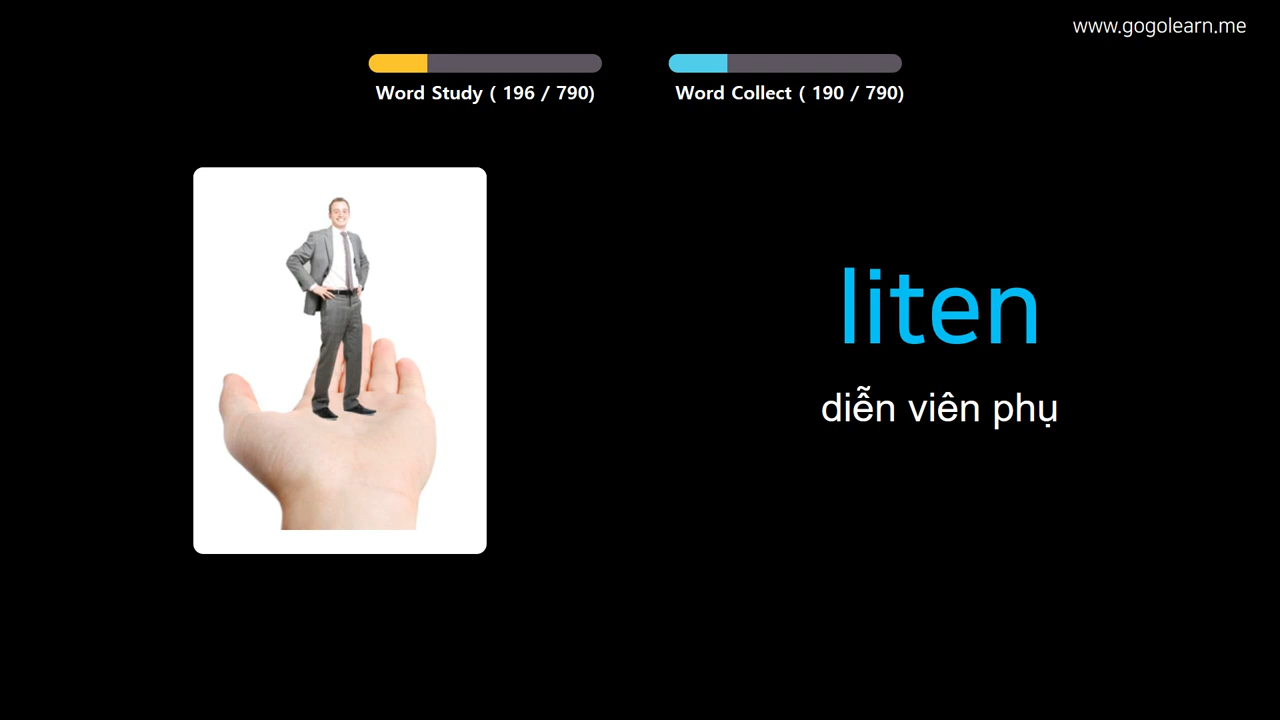 www.gogolearn.me
Word Study ( 196 / 790)
Word Collect ( 190 / 790)
liten
diễn viên phụ